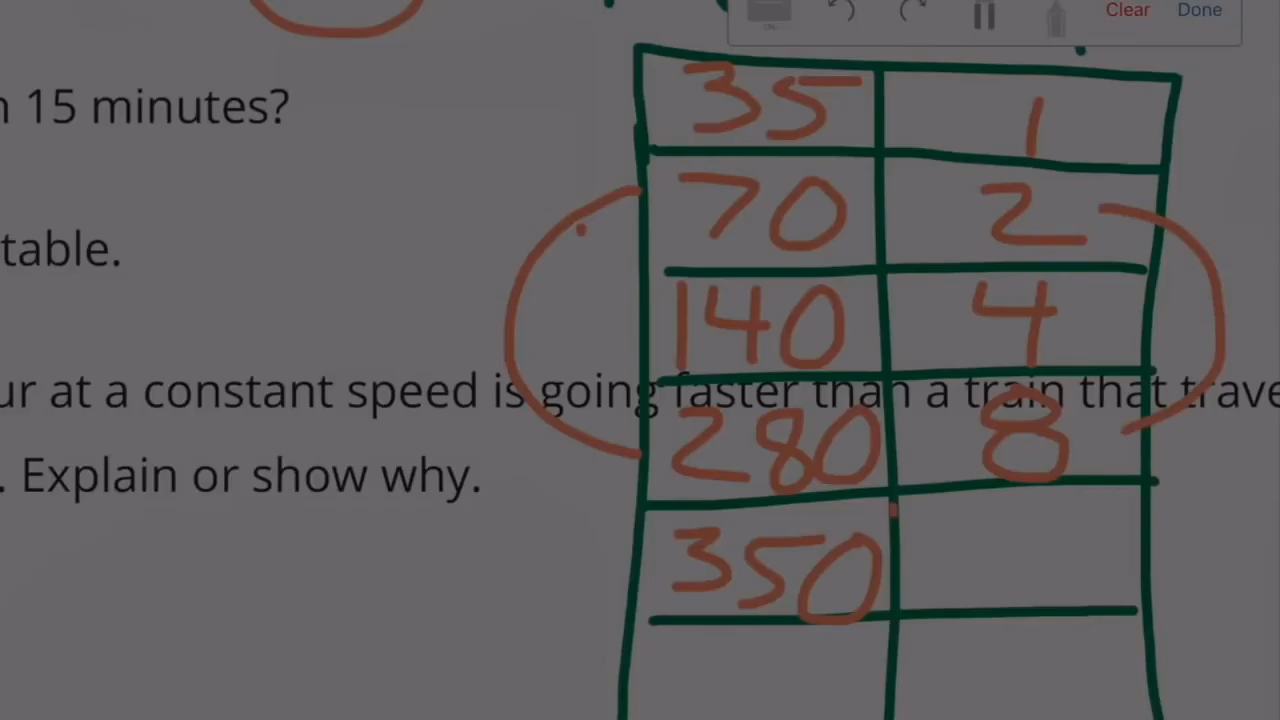 Clear Done
35 1
n 15 minutes?
70 2
table.
140 4
ur at a constant speed is going faster than a train that trave
280 8
. Explain or show why.
350